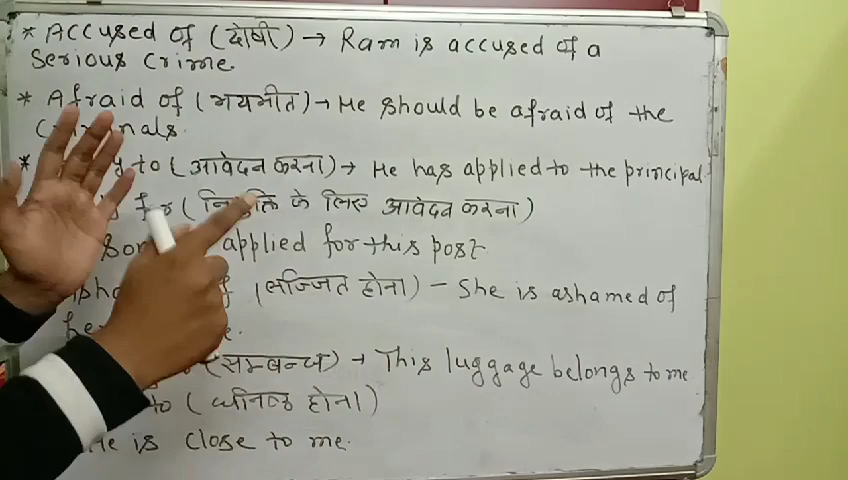 * Accused of (दोषी) → Ram is accused of a
Serious Crime.
* Afraid of (भयभीत) → He should be afraid of the
* to (आवेदन करना) → He has applied to the principal.
(के लिए आवेदन करना)
applied for this post.
(लज्जित होना) - She is ashamed of
(सम्बन्ध) → This luggage belongs to me
to (घनिष्ठ होना)
He is close to me.